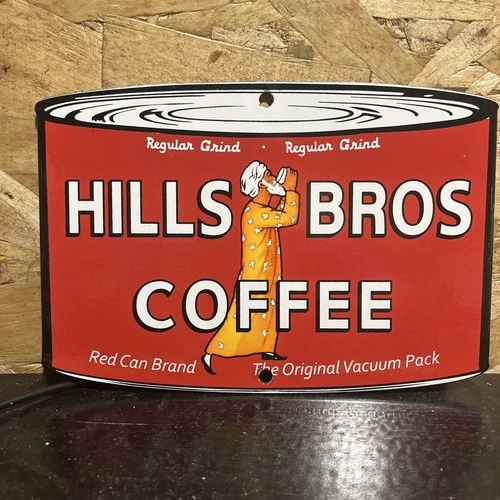 Regular Grind · Regular Grind
HILLS BROS
COFFEE
Red Can Brand The Original Vacuum Pack